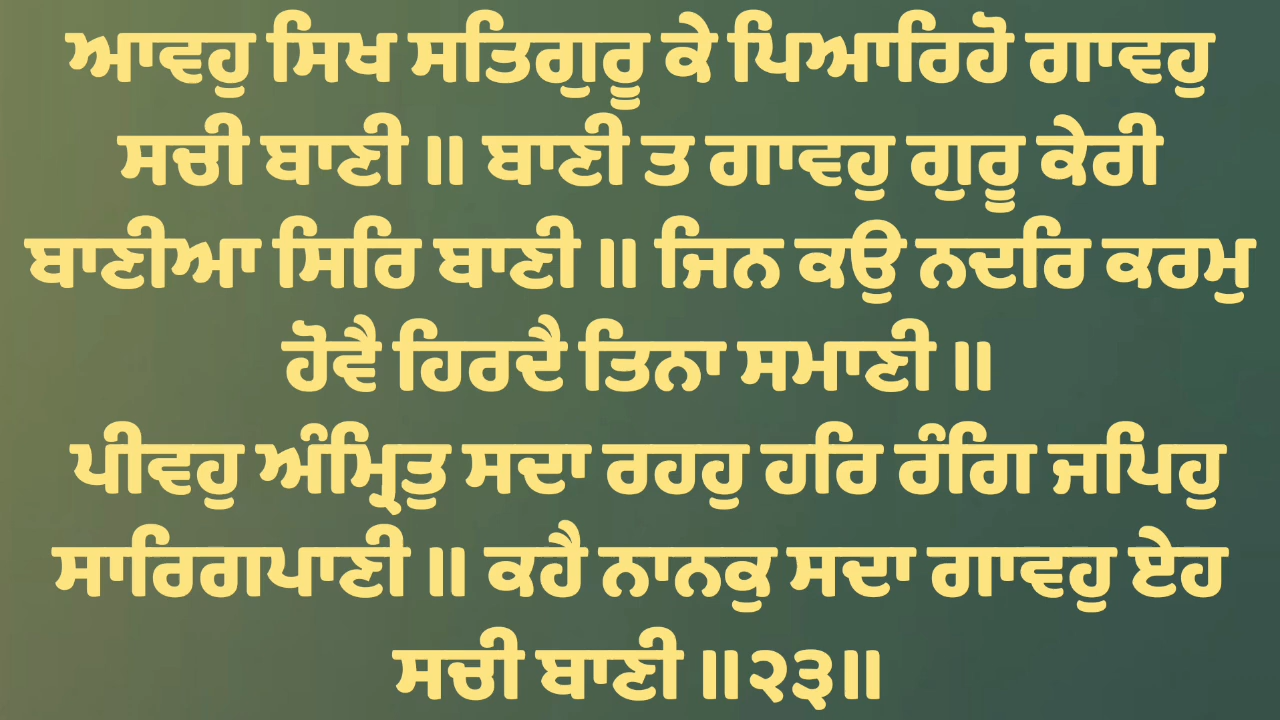 ਆਵਹੁ ਸਿਖ ਸਤਿਗੁਰੂ ਕੇ ਪਿਆਰਿਹੋ ਗਾਵਹੁ
ਸਚੀ ਬਾਣੀ ॥ ਬਾਣੀ ਤ ਗਾਵਹੁ ਗੁਰੂ ਕੇਰੀ
ਬਾਣੀਆ ਸਿਰਿ ਬਾਣੀ ॥ ਜਿਨ ਕਉ ਨਦਰਿ ਕਰਮੁ
ਹੋਵੈ ਹਿਰਦੈ ਤਿਨਾ ਸਮਾਣੀ ॥
ਪੀਵਹੁ ਅੰਮ੍ਰਿਤੁ ਸਦਾ ਰਹਹੁ ਹਰਿ ਰੰਗਿ ਜਪਿਹੁ
ਸਾਰਿਗਪਾਣੀ ॥ ਕਹੈ ਨਾਨਕੁ ਸਦਾ ਗਾਵਹੁ ਏਹ
ਸਚੀ ਬਾਣੀ ॥੨੩॥